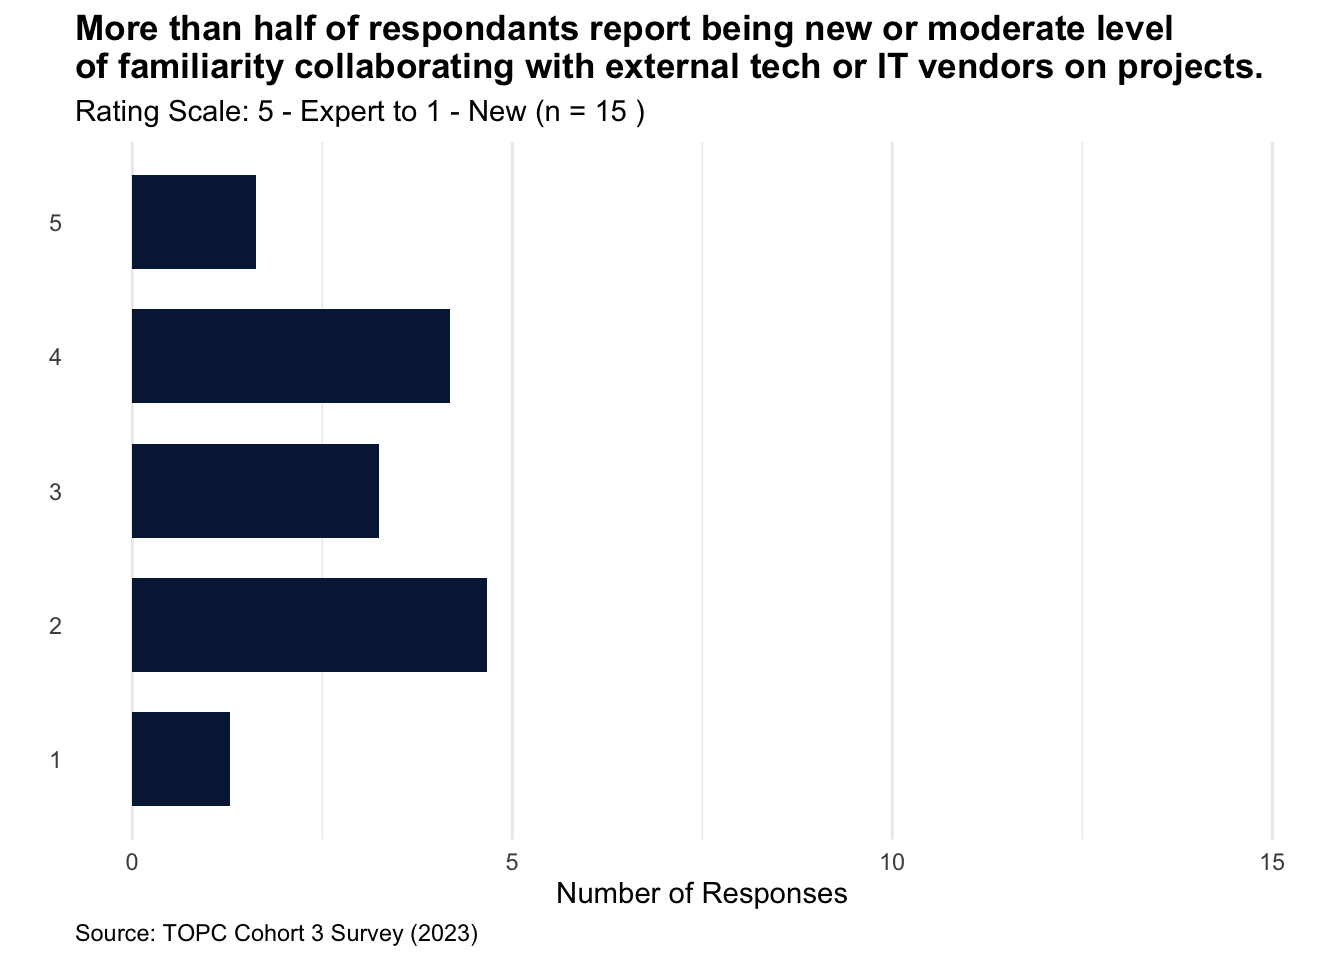 More than half of respondants report being new or moderate level
of familiarity collaborating with external tech or IT vendors on projects.
Rating Scale: 5 - Expert to 1 - New (n = 15 )
5
4
3
2
1
0 5 10 15
Number of Responses
Source: TOPC Cohort 3 Survey (2023)